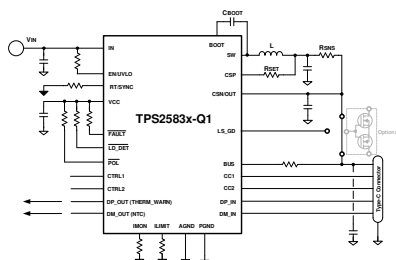 CBOOT
VIN
BOOT
IN
SW
L
RSNS
EN/UVLO
CSP
RSET
RT/SYNC
CSN/OUT
VCC
TPS2583x-Q1
LS_GD
Optional
FAULT
LD_DET
POL
BUS
CTRL1
CC1
CTRL2
CC2
DP_OUT (THERM_WARN)
DP_IN
DM_OUT (NTC)
DM_IN
Type-C Connector
IMON ILIMIT AGND PGND